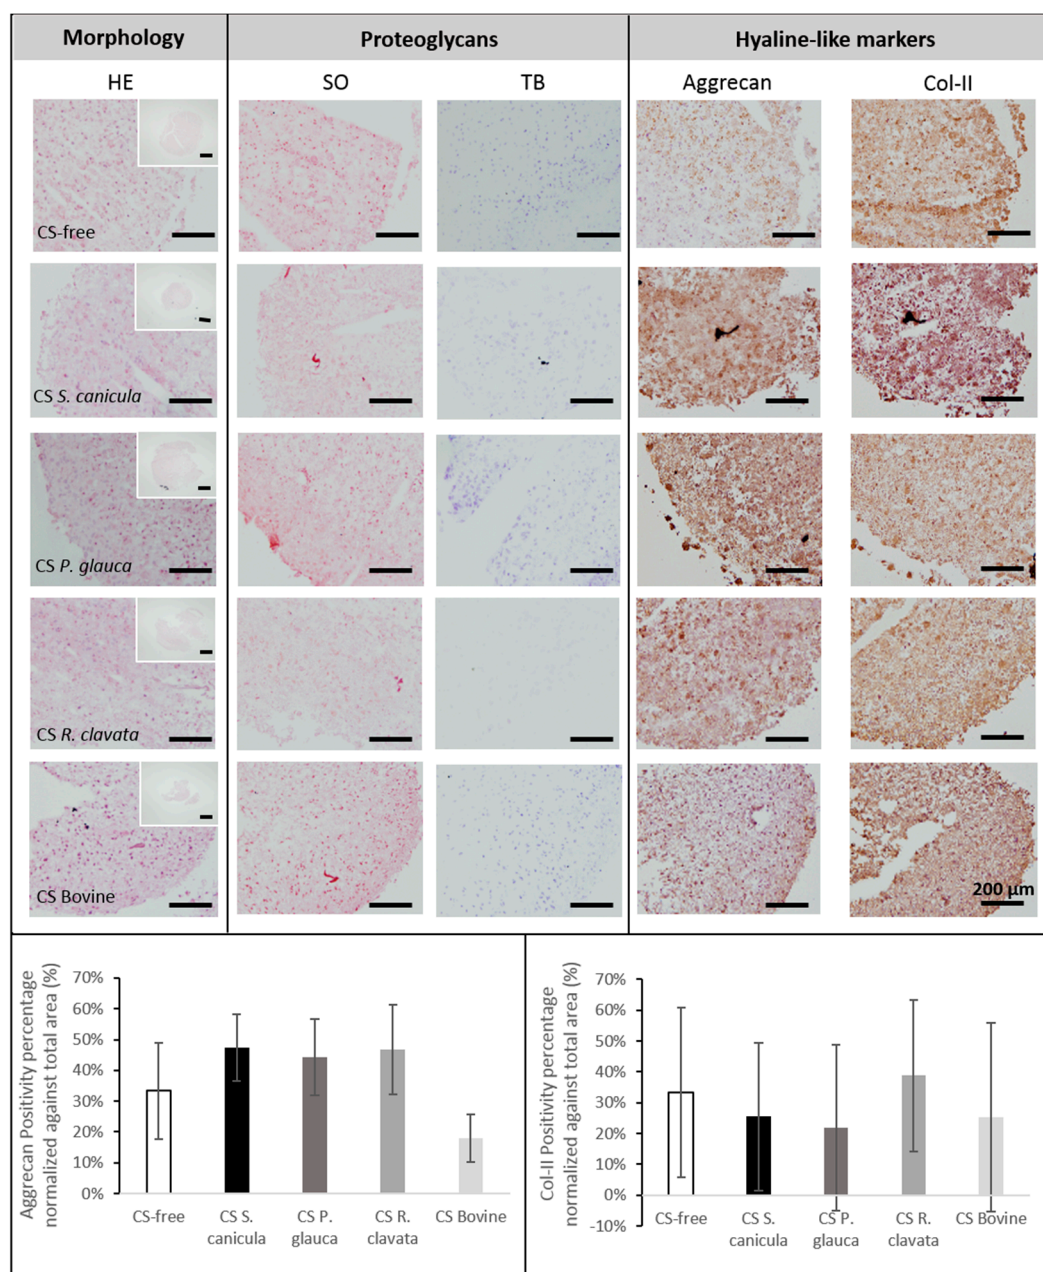 Morphology Proteoglycans Hyaline-like markers
HE SO TB Aggrecan Col-II
CS-free
CS S. canicula
CS P. glauca
CS R. clavata
CS Bovine
200 µm
Aggrecan Positivity percentage
normalized against total area (%)
70%
60%
50%
40%
30%
20%
10%
0%
CS-free CS S. CS P. CS R. CS Bovine
canicula glauca clavata
Col-II Positivity percentage
normalized against total area (%)
70%
60%
50%
40%
30%
20%
10%
0%
-10%
CS-free CS S. CS P. CS R. CS Bovine
canicula glauca clavata